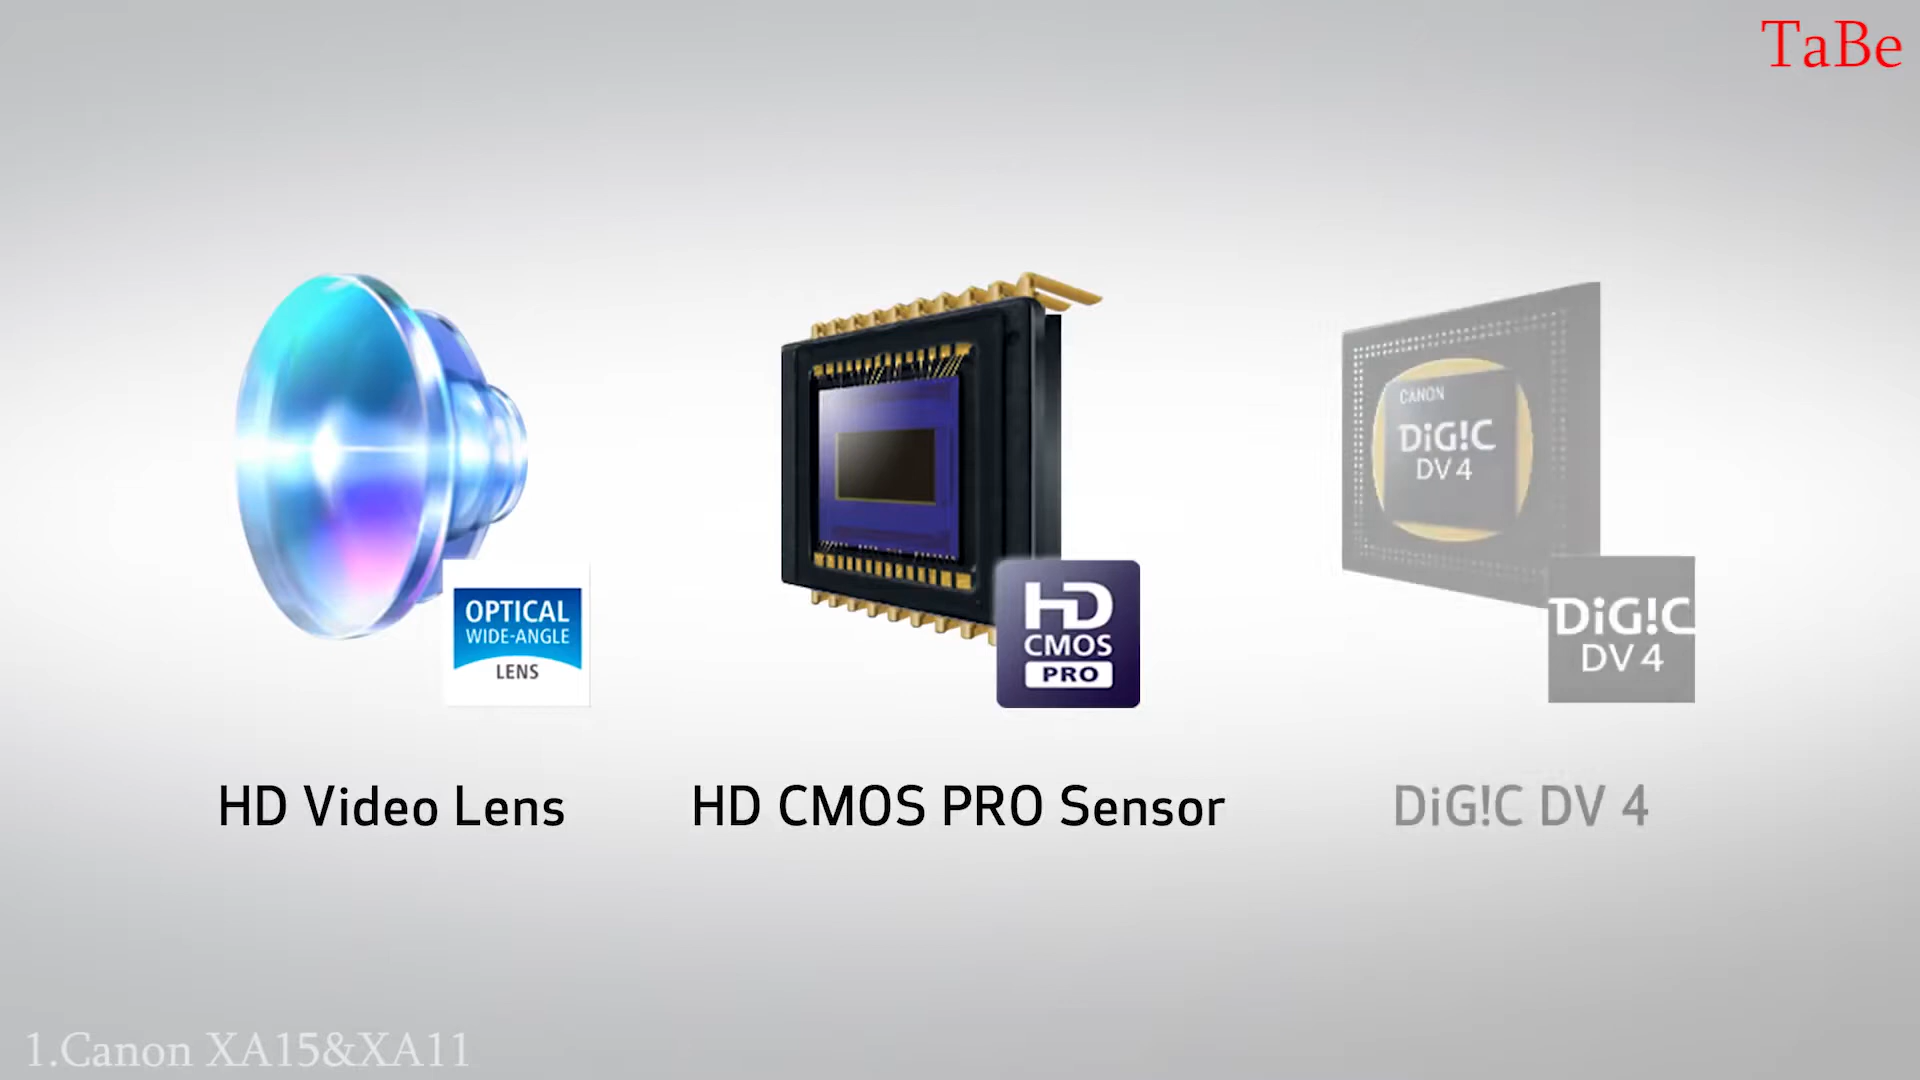 TaBe
OPTICAL
WIDE-ANGLE
LENS
HD
CMOS
PRO
CANON
DiG!C
DV 4
DiG!C
DV 4
HD Video Lens
HD CMOS PRO Sensor
DiG!C DV 4
1.Canon XA15&XA11